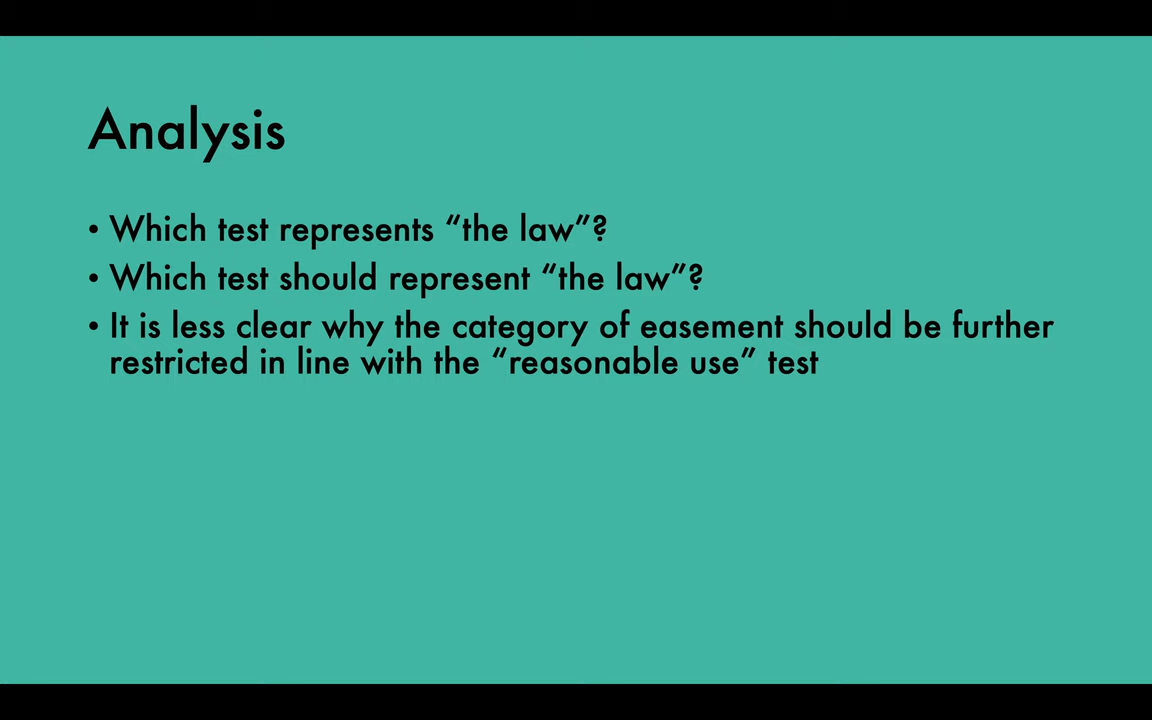 Analysis
• Which test represents “the law”?
• Which test should represent “the law”?
• It is less clear why the category of easement should be further
restricted in line with the “reasonable use” test